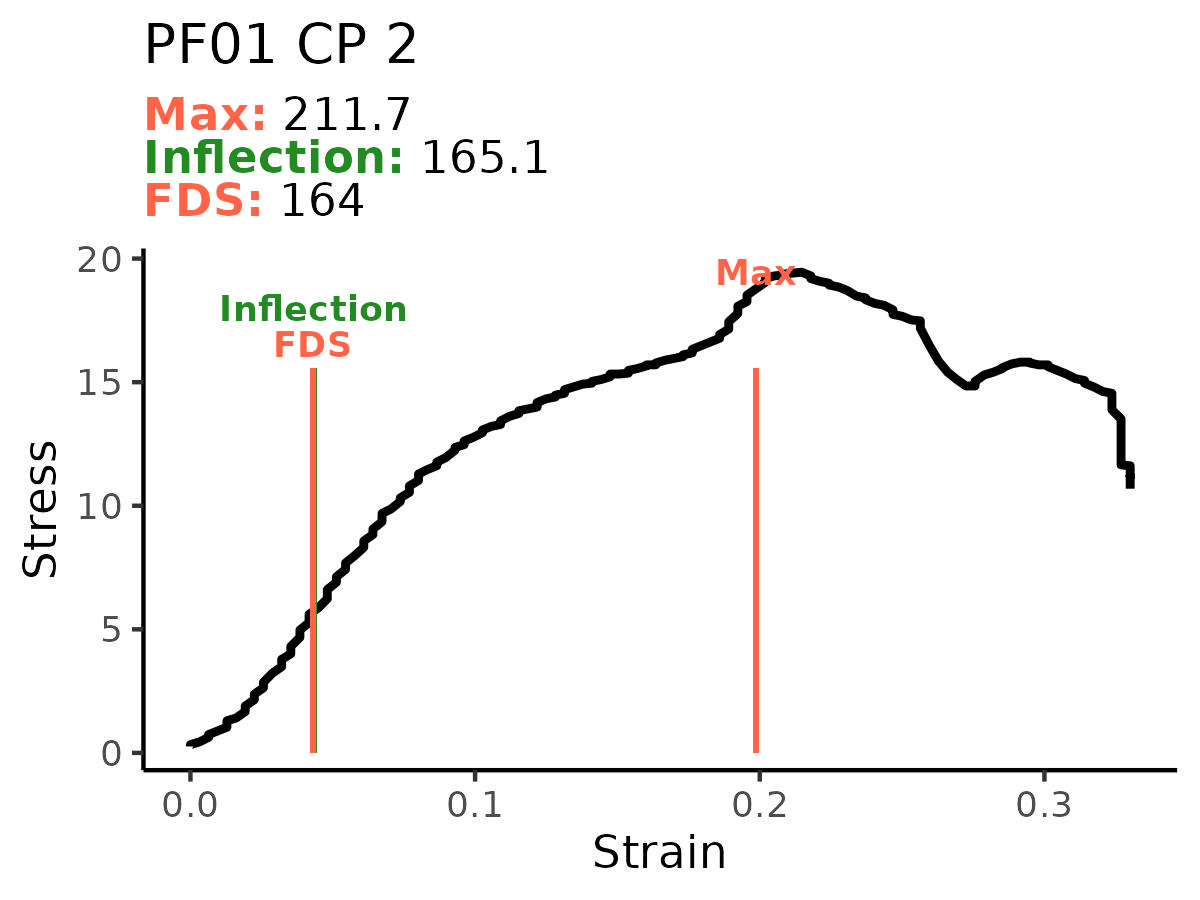 PF01 CP 2
Max: 211.7
Inflection: 165.1
FDS: 164
20
15
10
5
0
Stress
Inflection
FDS
Max
0.0 0.1 0.2 0.3
Strain